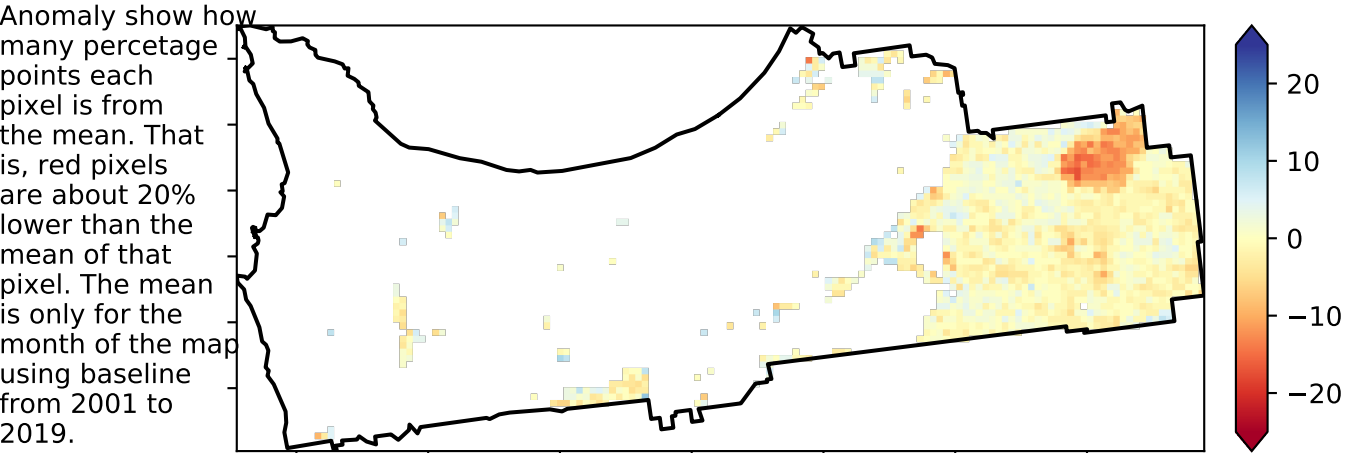 Anomaly show how
many percetage
points each
pixel is from
the mean. That
is, red pixels
are about 20%
lower than the
mean of that
pixel. The mean
is only for the
month of the map
using baseline
from 2001 to
2019.
20
10
0
−10
−20